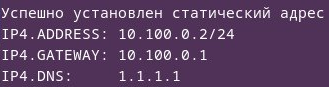 Успешно установлен статический адрес
IP4.ADDRESS: 10.100.0.2/24
IP4.GATEWAY: 10.100.0.1
IP4.DNS: 1.1.1.1